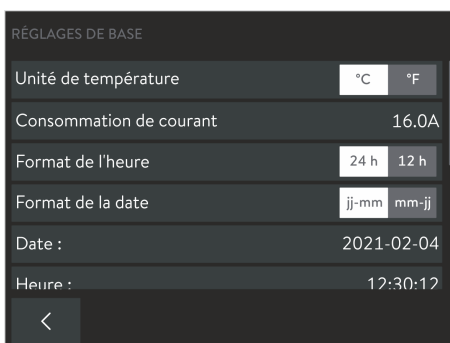 RÉGLAGES DE BASE
Unité de température °C °F
Consommation de courant 16.0A
Format de l'heure 24 h 12 h
Format de la date jj-mm mm-jj
Date : 2021-02-04
Heure : 12:30:12